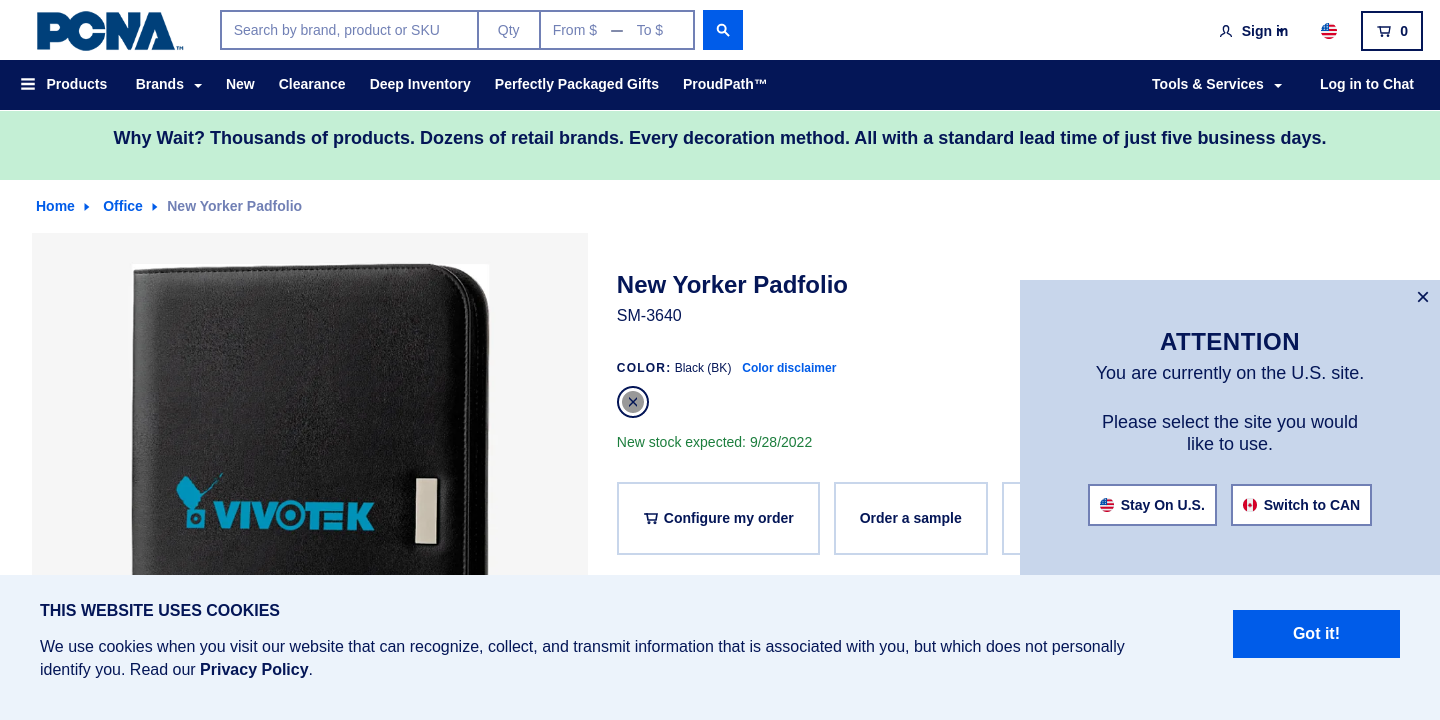 PCNA™
Search by brand, product or SKU
Qty
From $ — To $
Sign in
0
Products
Brands
New
Clearance
Deep Inventory
Perfectly Packaged Gifts
ProudPath™
Tools & Services
Log in to Chat
Why Wait? Thousands of products. Dozens of retail brands. Every decoration method. All with a standard lead time of just five business days.
Home
Office
New Yorker Padfolio
VIVOTEK
New Yorker Padfolio
SM-3640
COLOR: Black (BK) Color disclaimer
New stock expected: 9/28/2022
Configure my order
Order a sample
ATTENTION
You are currently on the U.S. site.
Please select the site you would
like to use.
Stay On U.S.
Switch to CAN
THIS WEBSITE USES COOKIES
We use cookies when you visit our website that can recognize, collect, and transmit information that is associated with you, but which does not personally
identify you. Read our Privacy Policy.
Got it!